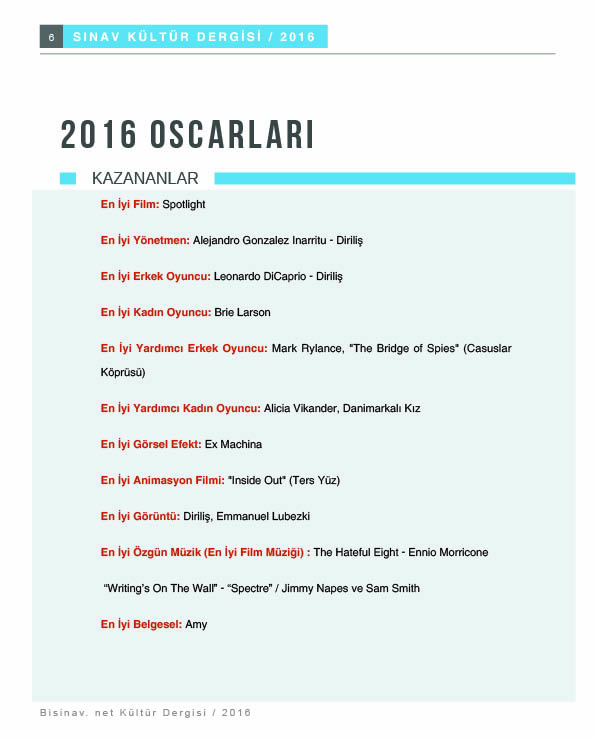 6 SINAV KÜLTÜR DERGİSİ / 2016
2016 OSCARLARI
KAZANANLAR
En İyi Film: Spotlight
En İyi Yönetmen: Alejandro Gonzalez Inarritu - Diriliş
En İyi Erkek Oyuncu: Leonardo DiCaprio - Diriliş
En İyi Kadın Oyuncu: Brie Larson
En İyi Yardımcı Erkek Oyuncu: Mark Rylance, "The Bridge of Spies" (Casuslar
Köprüsü)
En İyi Yardımcı Kadın Oyuncu: Alicia Vikander, Danimarkalı Kız
En İyi Görsel Efekt: Ex Machina
En İyi Animasyon Filmi: "Inside Out" (Ters Yüz)
En İyi Görüntü: Diriliş, Emmanuel Lubezki
En İyi Özgün Müzik (En İyi Film Müziği) : The Hateful Eight - Ennio Morricone
“Writing’s On The Wall” - “Spectre” / Jimmy Napes ve Sam Smith
En İyi Belgesel: Amy
Bisinav. net Kültür Dergisi / 2016